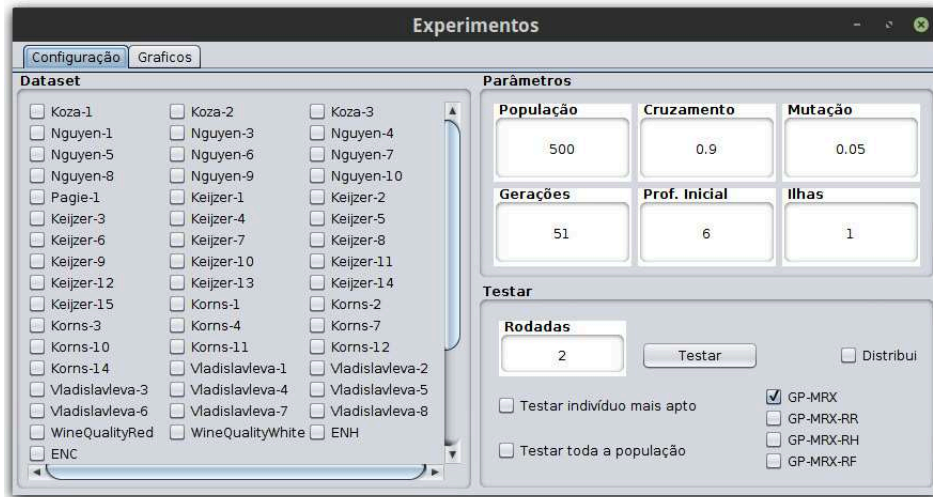 Experimentos
Configuração Graficos
Dataset
Koza-1 Koza-2 Koza-3
Nguyen-1 Nguyen-3 Nguyen-4
Nguyen-5 Nguyen-6 Nguyen-7
Nguyen-8 Nguyen-9 Nguyen-10
Pagie-1 Keijzer-1 Keijzer-2
Keijzer-3 Keijzer-4 Keijzer-5
Keijzer-6 Keijzer-7 Keijzer-8
Keijzer-9 Keijzer-10 Keijzer-11
Keijzer-12 Keijzer-13 Keijzer-14
Keijzer-15 Korns-1 Korns-2
Korns-3 Korns-4 Korns-7
Korns-10 Korns-11 Korns-12
Korns-14 Vladislavleva-1 Vladislavleva-2
Vladislavleva-3 Vladislavleva-4 Vladislavleva-5
Vladislavleva-6 Vladislavleva-7 Vladislavleva-8
WineQualityRed WineQualityWhite ENH
ENC
Parâmetros
População Cruzamento Mutação
500 0.9 0.05
Gerações Prof. Inicial Ilhas
51 6 1
Testar
Rodadas
2 Testar Distribui
Testar indivíduo mais apto
Testar toda a população
GP-MRX
GP-MRX-RR
GP-MRX-RH
GP-MRX-RF